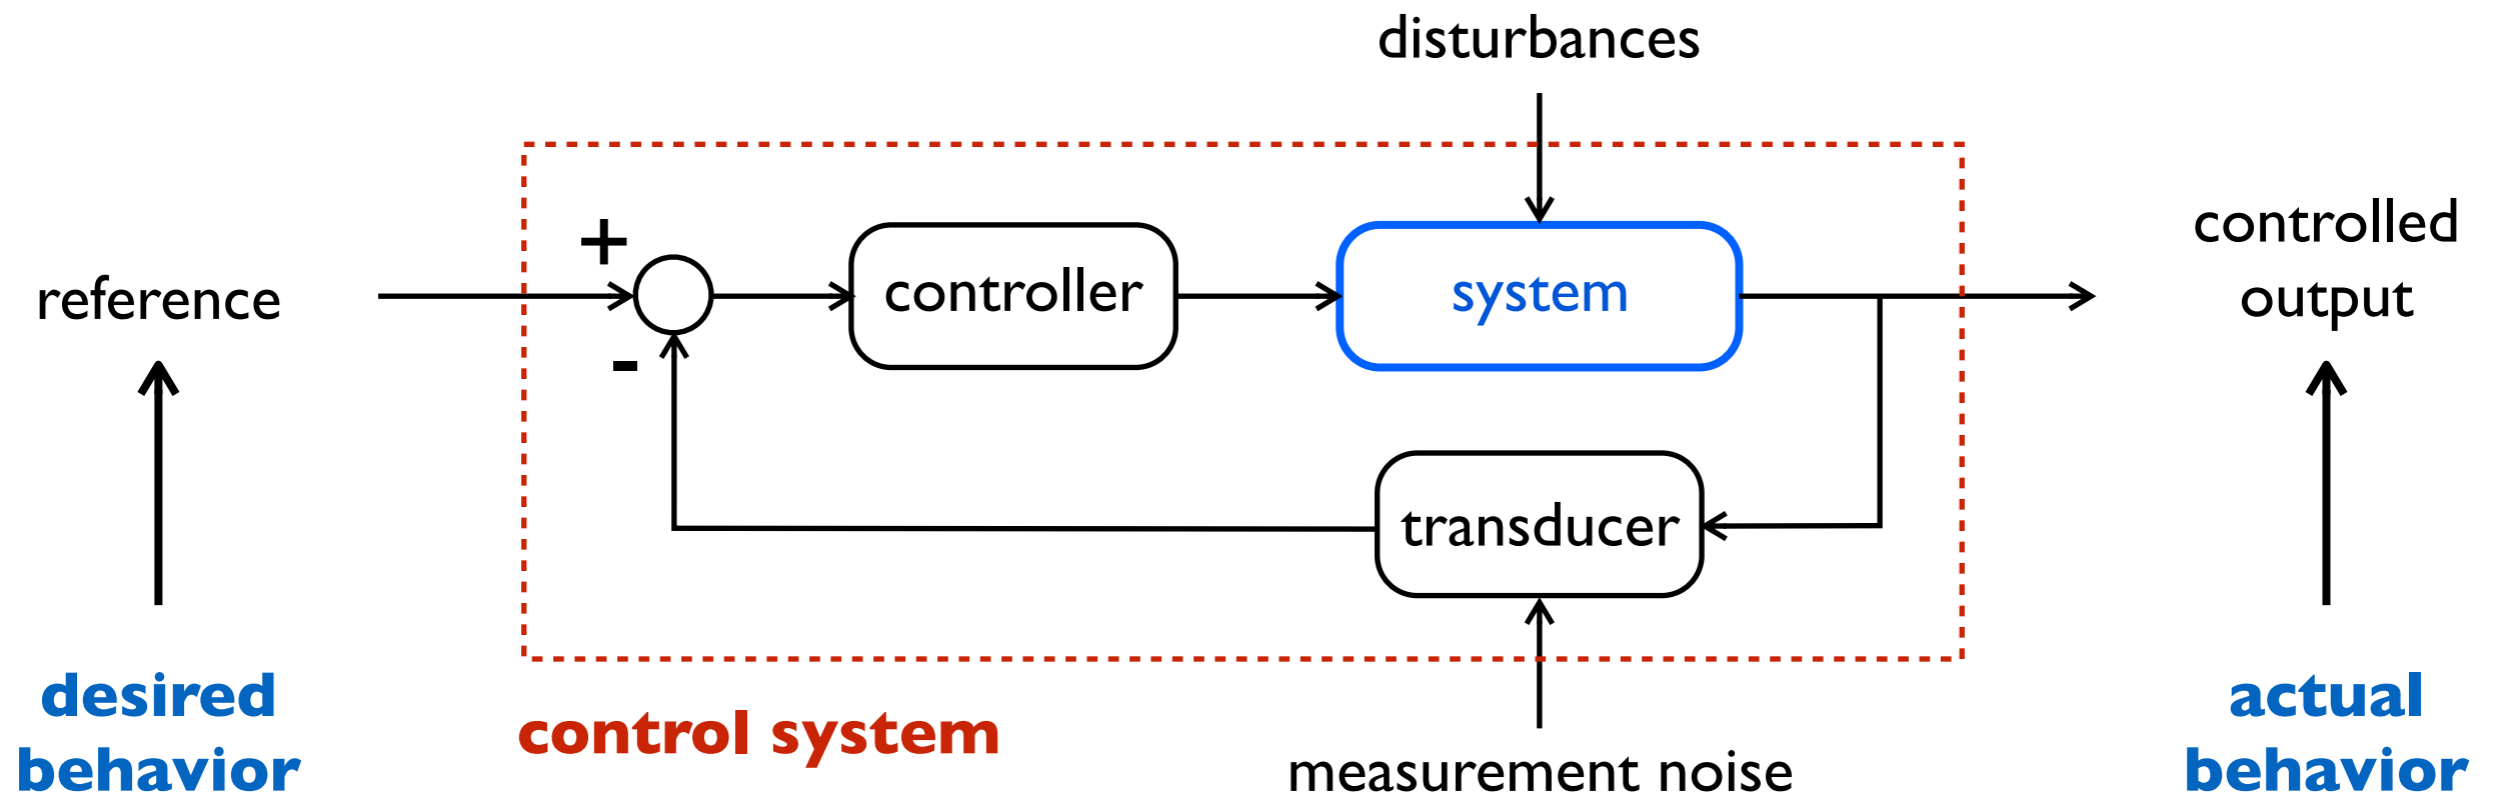 disturbances
+
controller
system
controlled
output
reference
-
transducer
desired
behavior
control system
measurement noise
actual
behavior